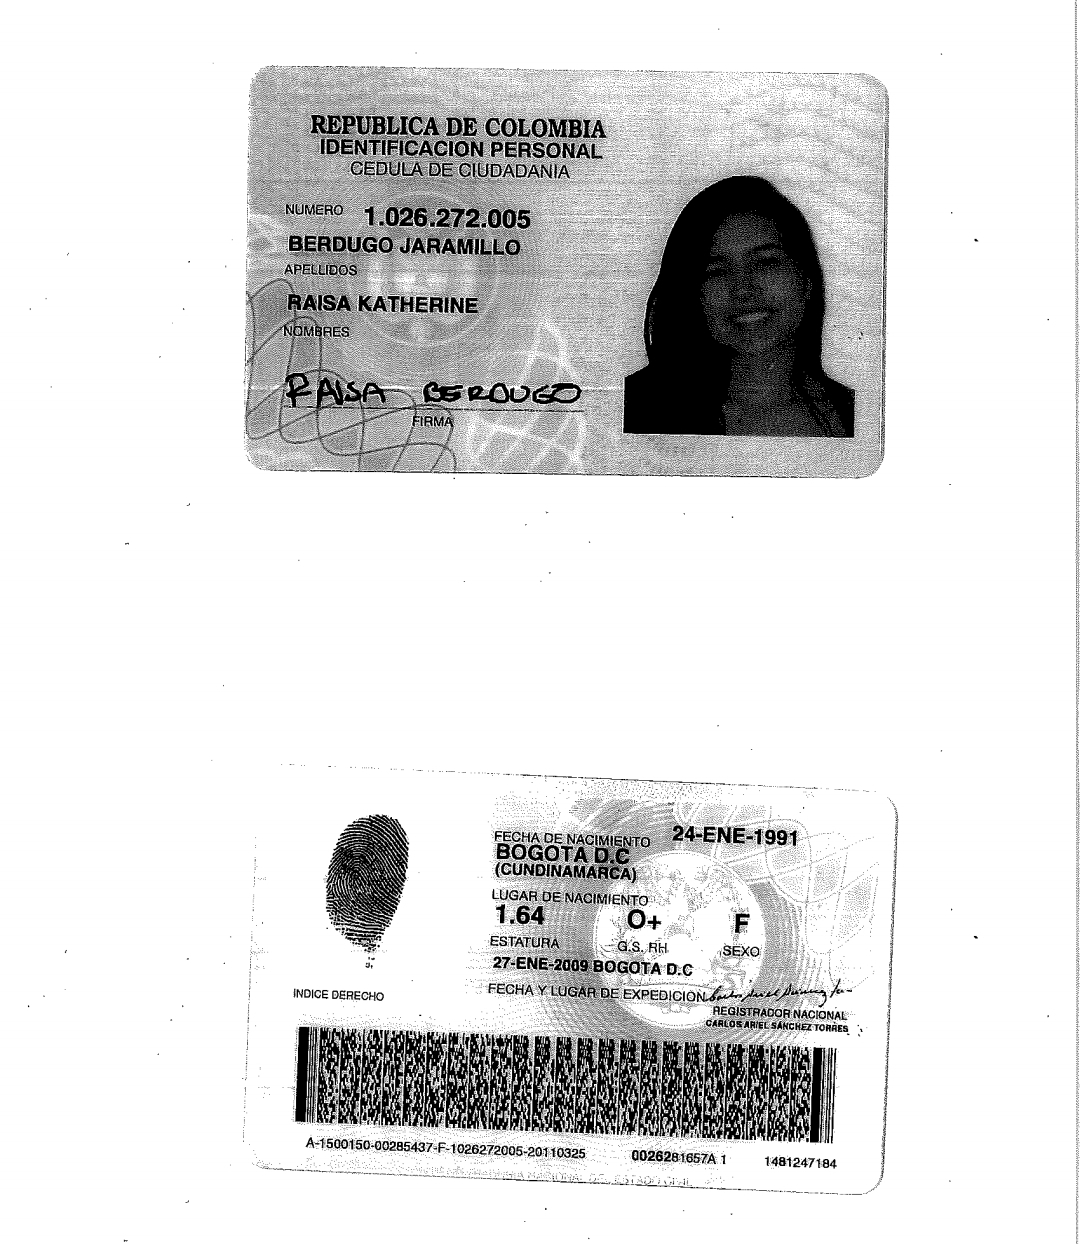 REPUBLICA DE COLOMBIA
IDENTIFICACION PERSONAL
CEDULA DE CIUDADANIA
NUMERO 1.026.272.005
BERDUGO JARAMILLO
APELLIDOS
RAISA KATHERINE
NOMBRES
RAISA BERDUGO
FIRMA
FECHA DE NACIMIENTO 24-ENE-1991
BOGOTA D.C
(CUNDINAMARCA)
LUGAR DE NACIMIENTO
1.64 O+ F
ESTATURA G.S. RH SEXO
27-ENE-2009 BOGOTA D.C
FECHA Y LUGAR DE EXPEDICION
INDICE DERECHO
REGISTRADOR NACIONAL
CARLOS ARIEL SANCHEZ TORRES
A-1500150-00285437-F-1026272005-20110325 0026281657A 1 1481247184